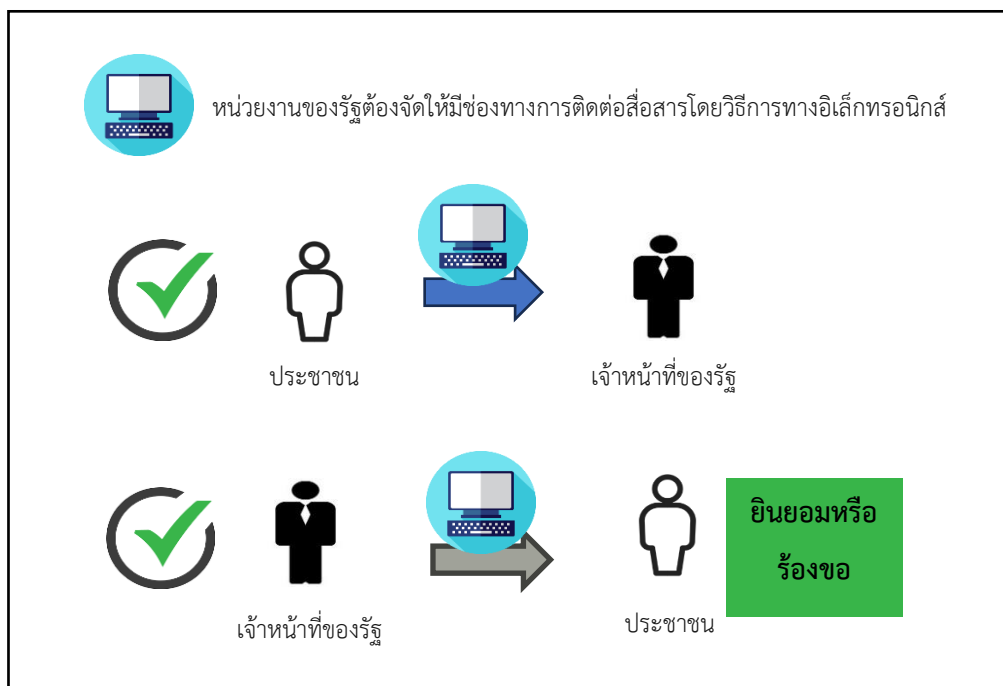 หน่วยงานของรัฐต้องจัดให้มีช่องทางการติดต่อสื่อสารโดยวิธีการทางอิเล็กทรอนิกส์
ประชาชน
เจ้าหน้าที่ของรัฐ
ยินยอมหรือ
ร้องขอ
เจ้าหน้าที่ของรัฐ
ประชาชน